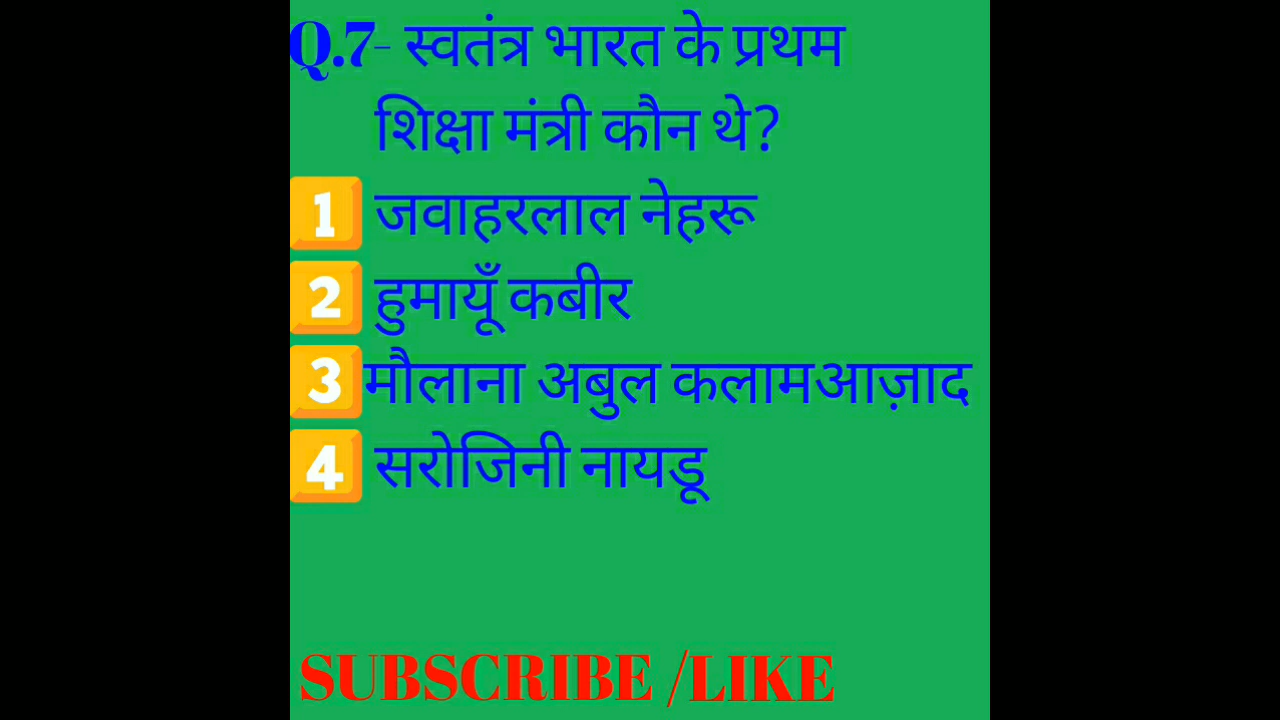 Q.7- स्वतंत्र भारत के प्रथम
शिक्षा मंत्री कौन थे?
1 जवाहरलाल नेहरू
2 हुमायूँ कबीर
3 मौलाना अबुल कलामआज़ाद
4 सरोजिनी नायडू
SUBSCRIBE /LIKE